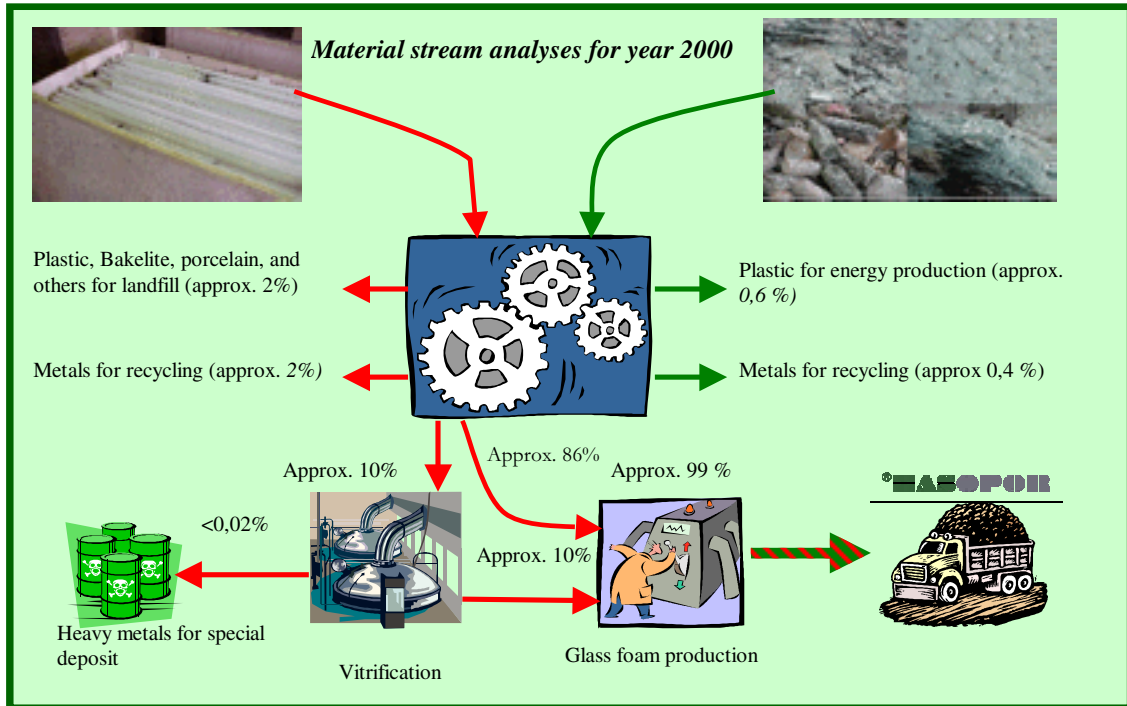 Material stream analyses for year 2000
Plastic, Bakelite, porcelain, and
others for landfill (approx. 2%)
Plastic for energy production (approx.
0,6 %)
Metals for recycling (approx. 2%)
Metals for recycling (approx 0,4 %)
Approx. 10%
Approx. 86%
Approx. 99 %
®HASOPOR
<0,02%
Approx. 10%
Heavy metals for special
deposit
Vitrification
Glass foam production